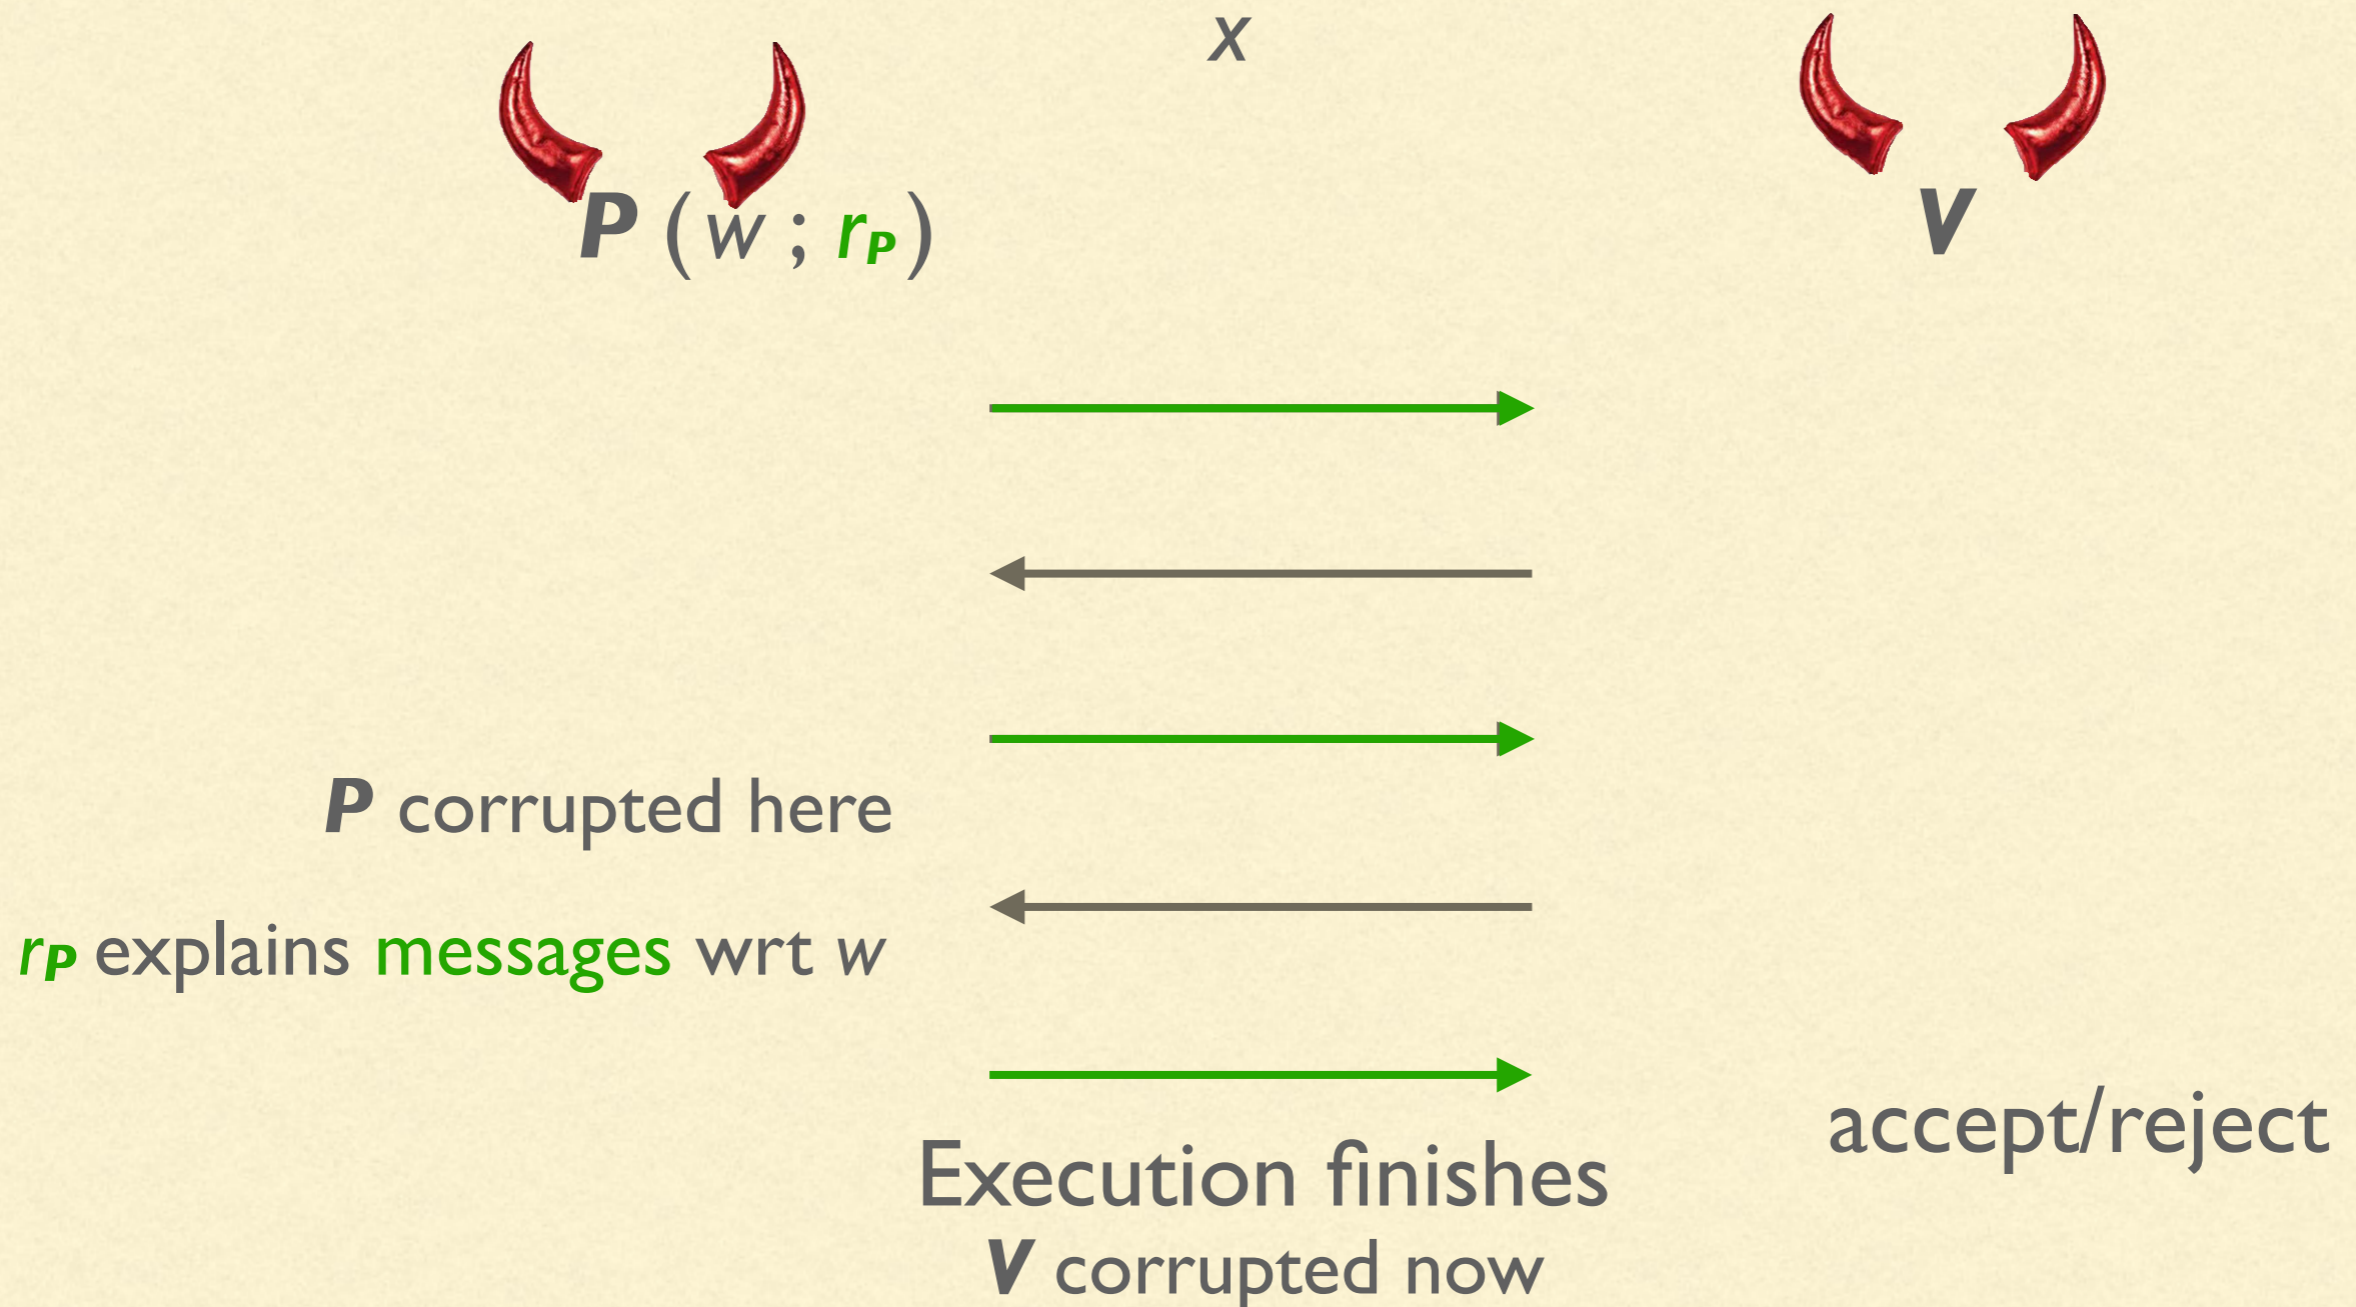 x
P (w ; rP)
V
P corrupted here
rP explains messages wrt w
accept/reject
Execution finishes
V corrupted now